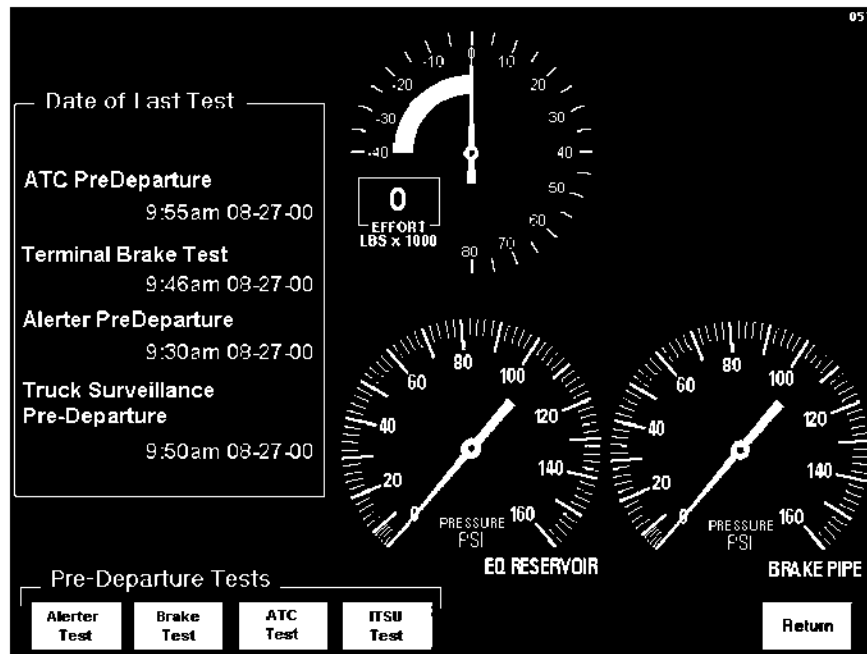 05
Date of Last Test
ATC PreDeparture
9:55am 08-27-00
Terminal Brake Test
9:46am 08-27-00
Alerter PreDeparture
9:30am 08-27-00
Truck Surveillance
Pre-Departure
9:50am 08-27-00
-40 -30 -20 -10 0 10 20 30 40 50 60 70 80
0
EFFORT
LBS x 1000
0 20 40 60 80 100 120 140 160
PRESSURE
PSI
EQ RESERVOIR
0 20 40 60 80 100 120 140 160
PRESSURE
PSI
BRAKE PIPE
Pre-Departure Tests
Alerter
Test
Brake
Test
ATC
Test
ITSU
Test
Return